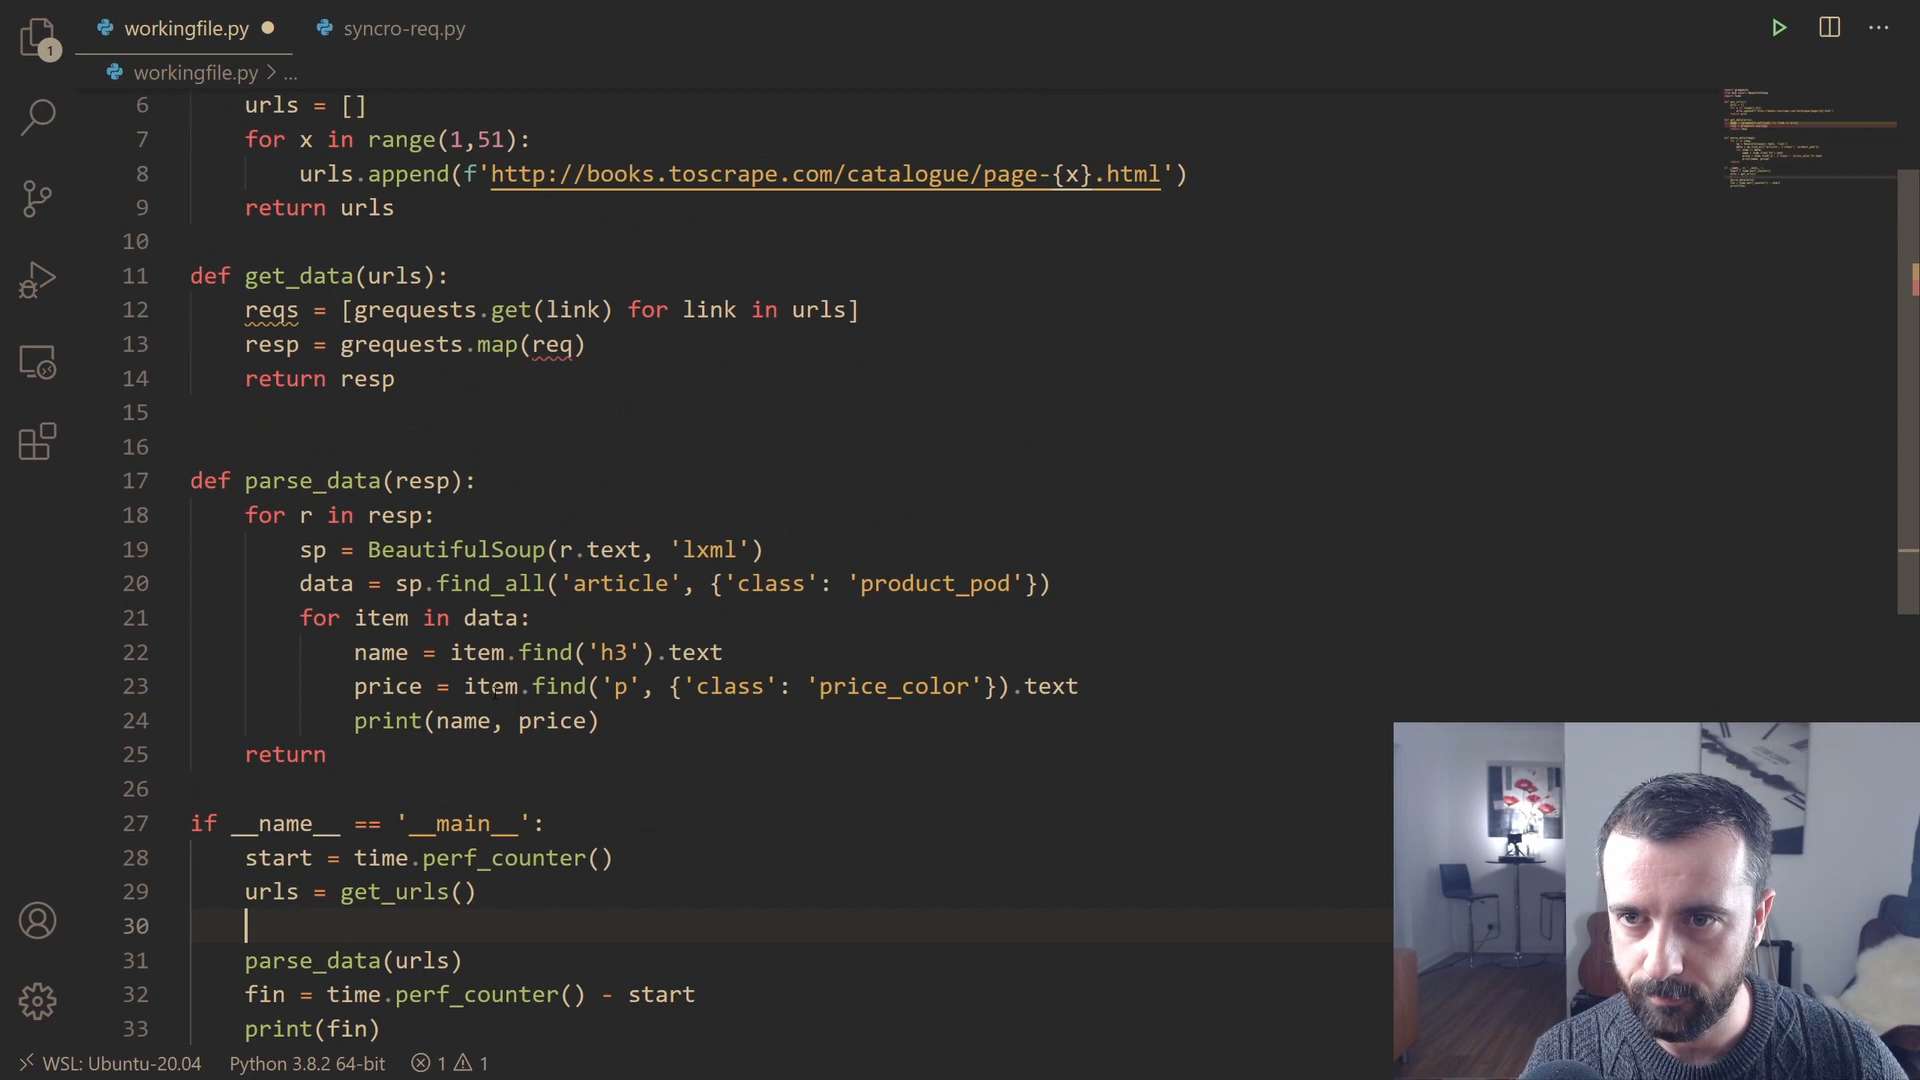 workingfile.py
syncro-req.py
1
workingfile.py > ...
6 urls = []
7 for x in range(1,51):
8 urls.append(f'http://books.toscrape.com/catalogue/page-{x}.html')
9 return urls
10
11 def get_data(urls):
12 reqs = [grequests.get(link) for link in urls]
13 resp = grequests.map(req)
14 return resp
15
16
17 def parse_data(resp):
18 for r in resp:
19 sp = BeautifulSoup(r.text, 'lxml')
20 data = sp.find_all('article', {'class': 'product_pod'})
21 for item in data:
22 name = item.find('h3').text
23 price = item.find('p', {'class': 'price_color'}).text
24 print(name, price)
25 return
26
27 if __name__ == '__main__':
28 start = time.perf_counter()
29 urls = get_urls()
30
31 parse_data(urls)
32 fin = time.perf_counter() - start
33 print(fin)
WSL: Ubuntu-20.04 Python 3.8.2 64-bit 1 1